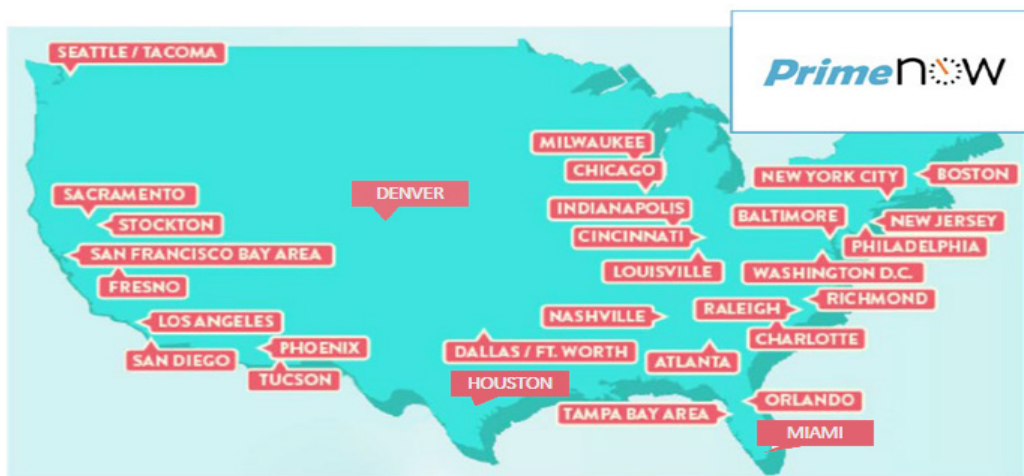 SEATTLE / TACOMA
Prime now
MILWAUKEE
CHICAGO
NEW YORK CITY
BOSTON
DENVER
SACRAMENTO
STOCKTON
INDIANAPOLIS
BALTIMORE
NEW JERSEY
CINCINNATI
PHILADELPHIA
SAN FRANCISCO BAY AREA
LOUISVILLE
WASHINGTON D.C.
FRESNO
RICHMOND
RALEIGH
NASHVILLE
LOS ANGELES
CHARLOTTE
SAN DIEGO
PHOENIX
DALLAS / FT. WORTH
ATLANTA
TUCSON
HOUSTON
ORLANDO
TAMPA BAY AREA
MIAMI